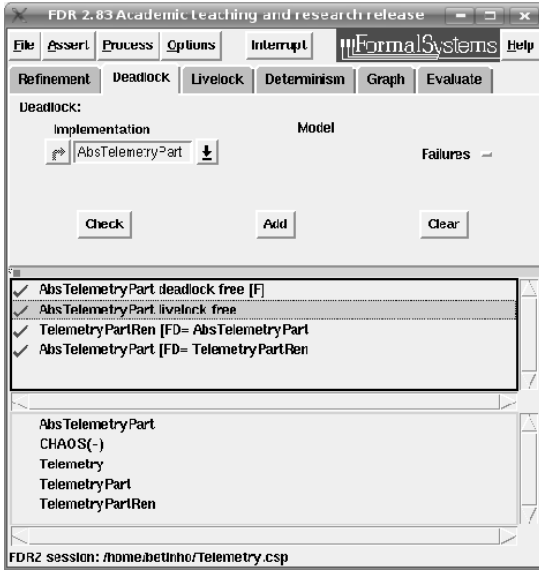 FDR 2.83 Academic teaching and research release
File Assert Process Options Interrupt FormalSystems Help
Refinement Deadlock Livelock Determinism Graph Evaluate
Deadlock:
Implementation Model
AbsTelemetryPart Failures
Check Add Clear
AbsTelemetryPart deadlock free [F]
AbsTelemetryPart livelock free
TelemetryPartRen [FD= AbsTelemetryPart
AbsTelemetryPart [FD= TelemetryPartRen
AbsTelemetryPart
CHAOS(-)
Telemetry
TelemetryPart
TelemetryPartRen
FDR2 session: /home/betinho/Telemetry.csp